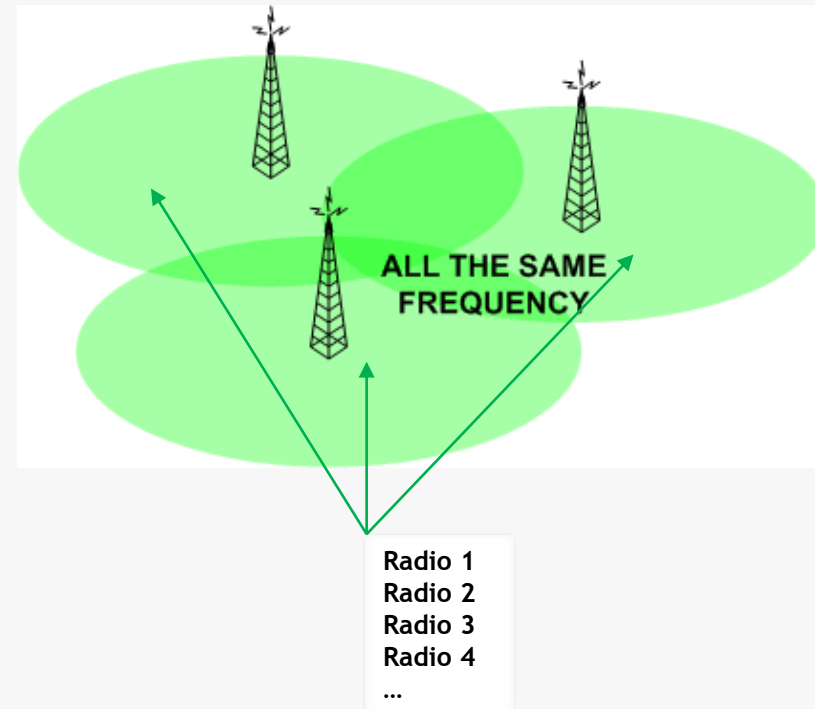 ALL THE SAME
FREQUENCY
Radio 1
Radio 2
Radio 3
Radio 4
...